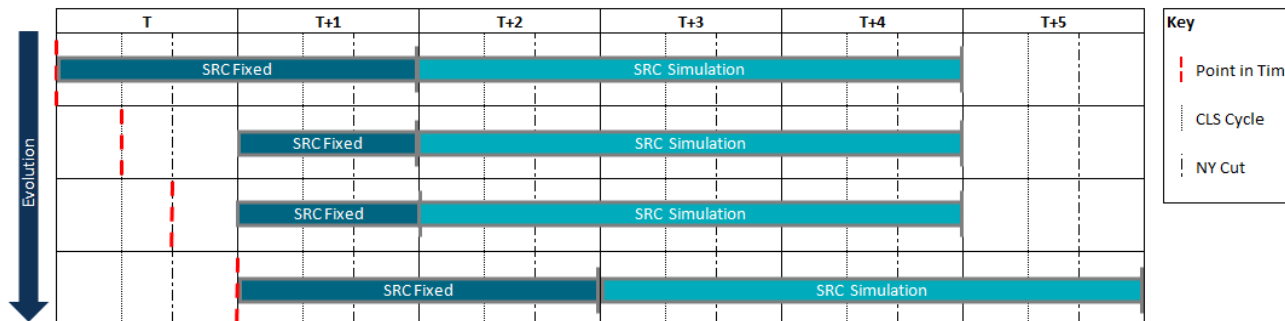 T T+1 T+2 T+3 T+4 T+5
Key
SRC Fixed SRC Simulation
Point in Tim
SRC Fixed SRC Simulation
CLS Cycle
NY Cut
Evolution
SRC Fixed SRC Simulation
SRC Fixed SRC Simulation